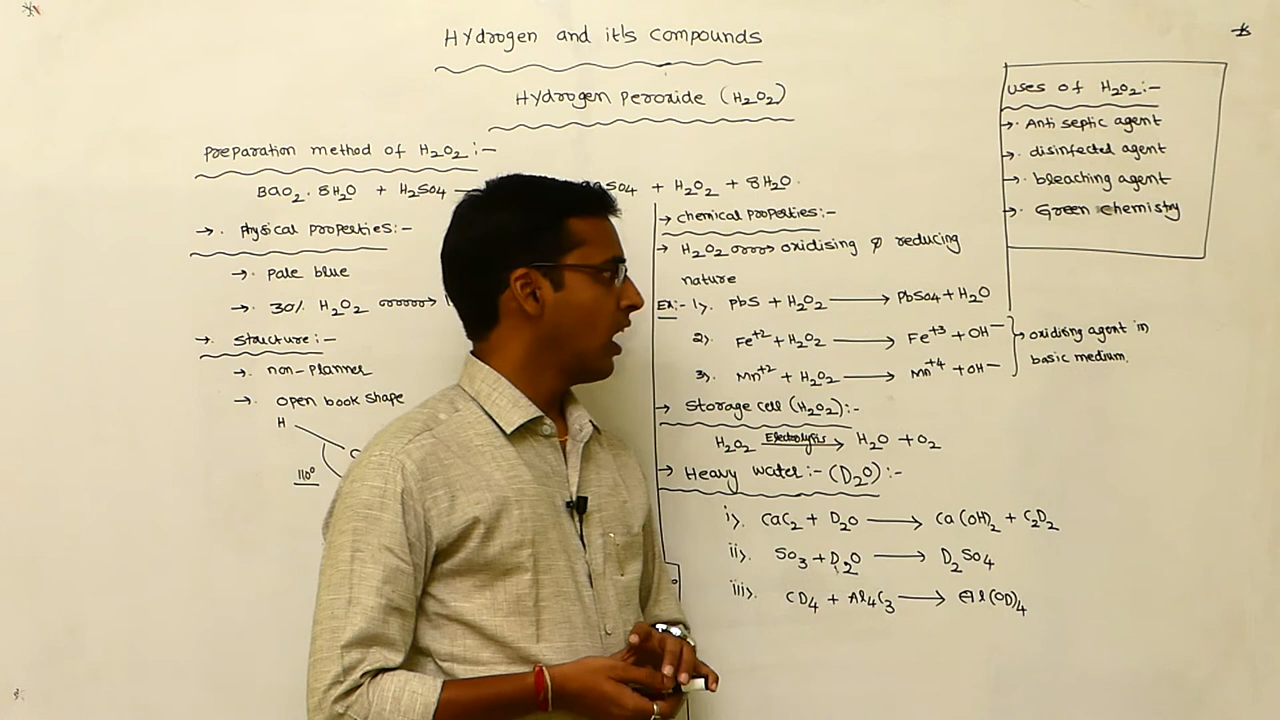 Hydrogen and it's compounds
Hydrogen peroxide (H₂O₂)
preparation method of H₂O₂ :-
BaO₂ . 8H₂O + H₂SO₄ — aSO₄ + H₂O₂ + 8H₂O.
→. physical properties:-
→. pale blue
→. 30% H₂O₂ →
→. structure:-
→. non-planner
→. open book shape
H
110°
→ chemical properties:-
→ H₂O₂ → oxidising & reducing
nature
Ex:- 1>. PbS + H₂O₂ → PbSO₄ + H₂O
2>. Fe⁺² + H₂O₂ → Fe⁺³ + OH⁻
3>. Mn⁺² + H₂O₂ → Mn⁺⁴ + OH⁻
→ oxidising agent in
basic medium.
→ storage cell (H₂O₂):-
H₂O₂ Electrolysis → H₂O + O₂
→ Heavy water :- (D₂O) :-
i>. CaC₂ + D₂O → Ca(OH)₂ + C₂D₂
ii>. SO₃ + D₂O → D₂SO₄
iii>. CD₄ + Al₄C₃ → (OD)₄
uses of H₂O₂:-
→. Anti septic agent
→. disinfected agent
→. bleaching agent
→. Green chemistry